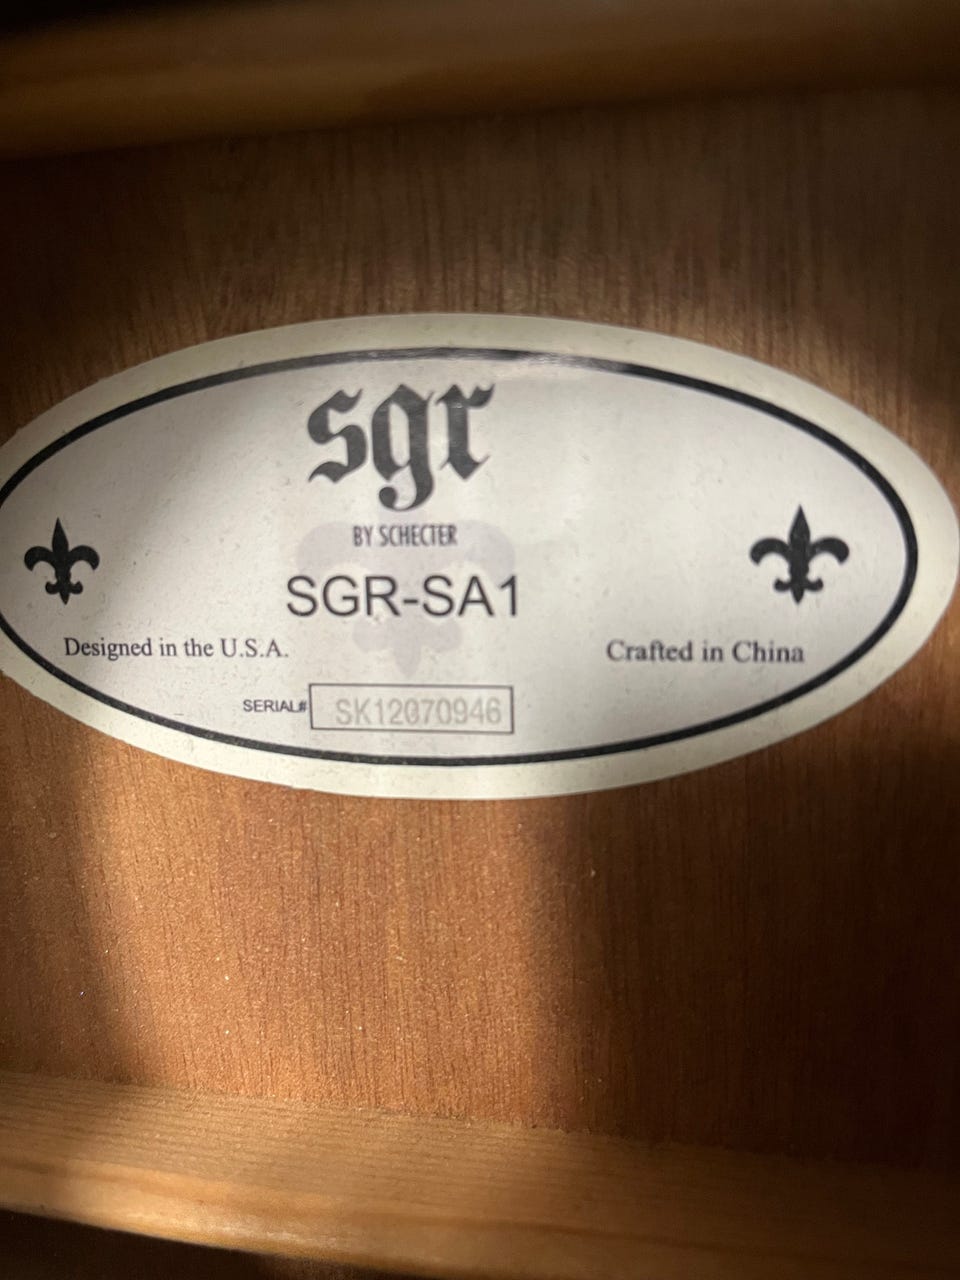 sgr
BY SCHECTER
SGR-SA1
Designed in the U.S.A.
Crafted in China
SERIAL# SK12070946